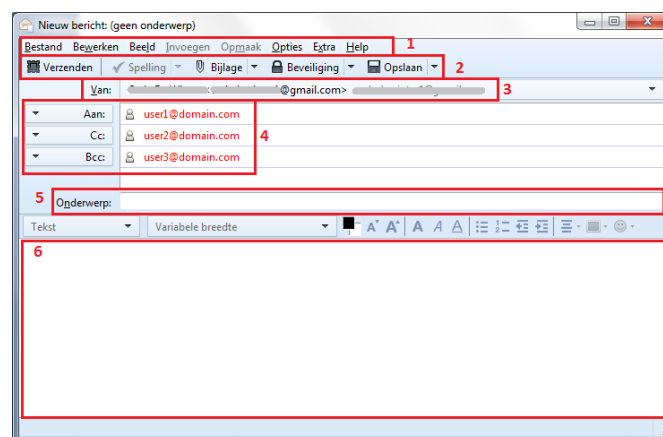 Nieuw bericht: (geen onderwerp)
Bestand Bewerken Beeld Invoegen Opmaak Opties Extra Help 1
Verzenden Spelling Bijlage Beveiliging Opslaan 2
Van: @gmail.com> 3
Aan: user1@domain.com
Cc: user2@domain.com 4
Bcc: user3@domain.com
5 Onderwerp:
Tekst Variabele breedte A A A A A
6